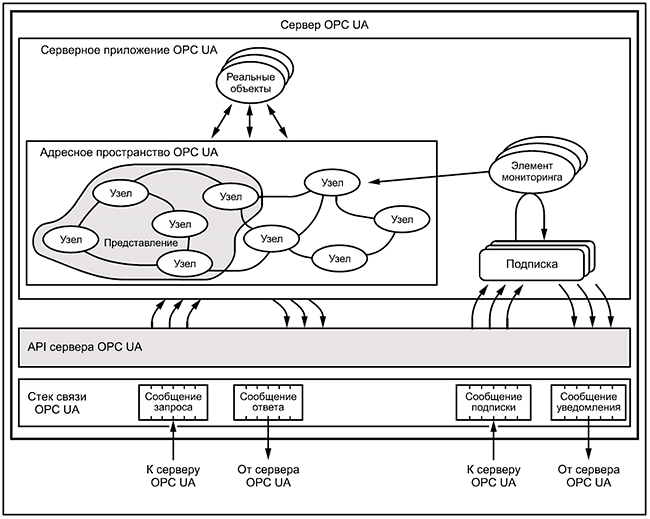 Сервер OPC UA
Серверное приложение OPC UA
Реальные
объекты
Адресное пространство OPC UA
Элемент
мониторинга
Узел
Узел
Узел
Узел
Узел
Представление
Узел
Узел
Узел
Узел
Подписка
API сервера OPC UA
Стек связи
OPC UA
Сообщение
запроса
Сообщение
ответа
Сообщение
подписки
Сообщение
уведомления
К серверу
OPC UA
От сервера
OPC UA
К серверу
OPC UA
От сервера
OPC UA